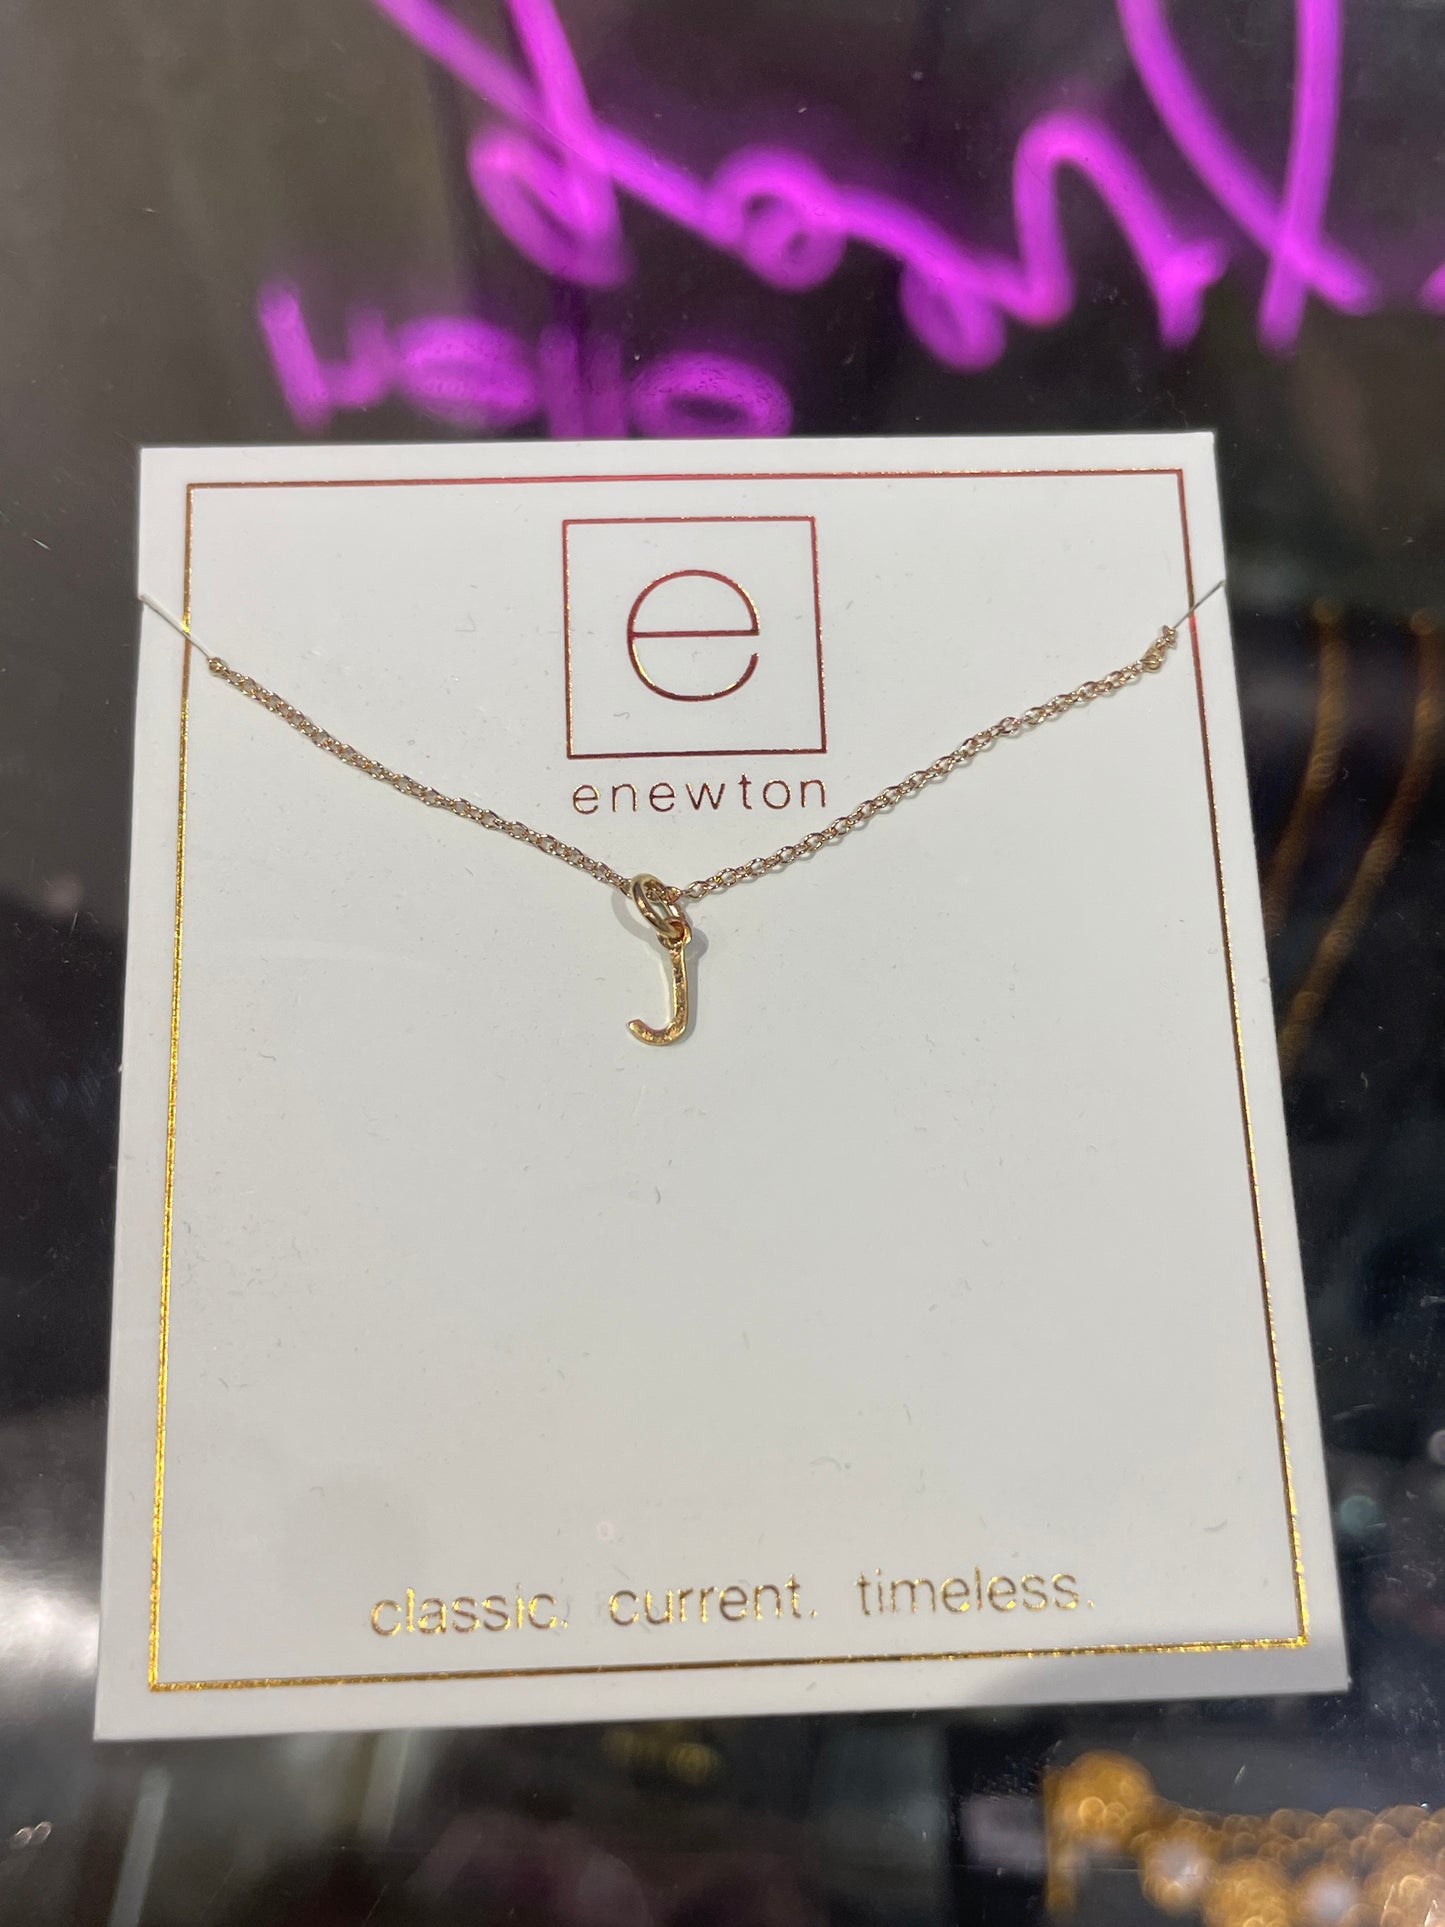 e
enewton
J
classic. current. timeless.